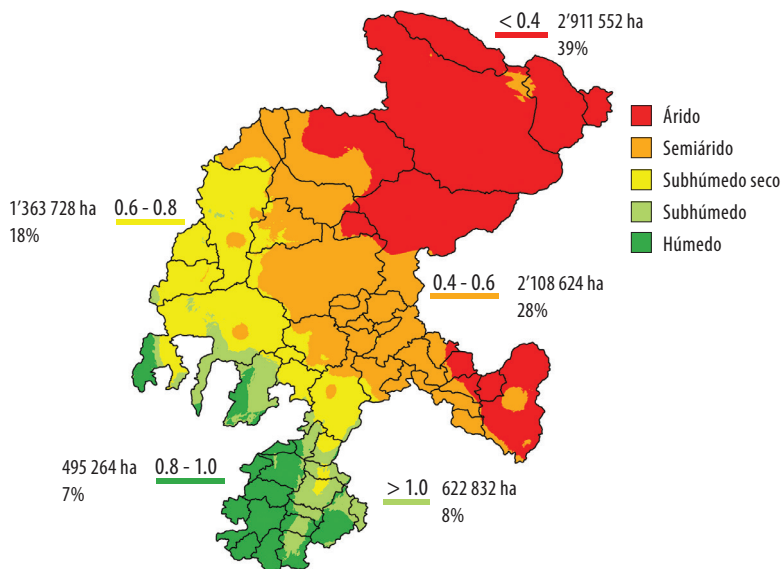 < 0.4 2’911 552 ha
39%
Árido
Semiárido
Subhúmedo seco
Subhúmedo
Húmedo
1’363 728 ha 0.6 - 0.8
18%
0.4 - 0.6 2’108 624 ha
28%
495 264 ha 0.8 - 1.0
7%
> 1.0 622 832 ha
8%